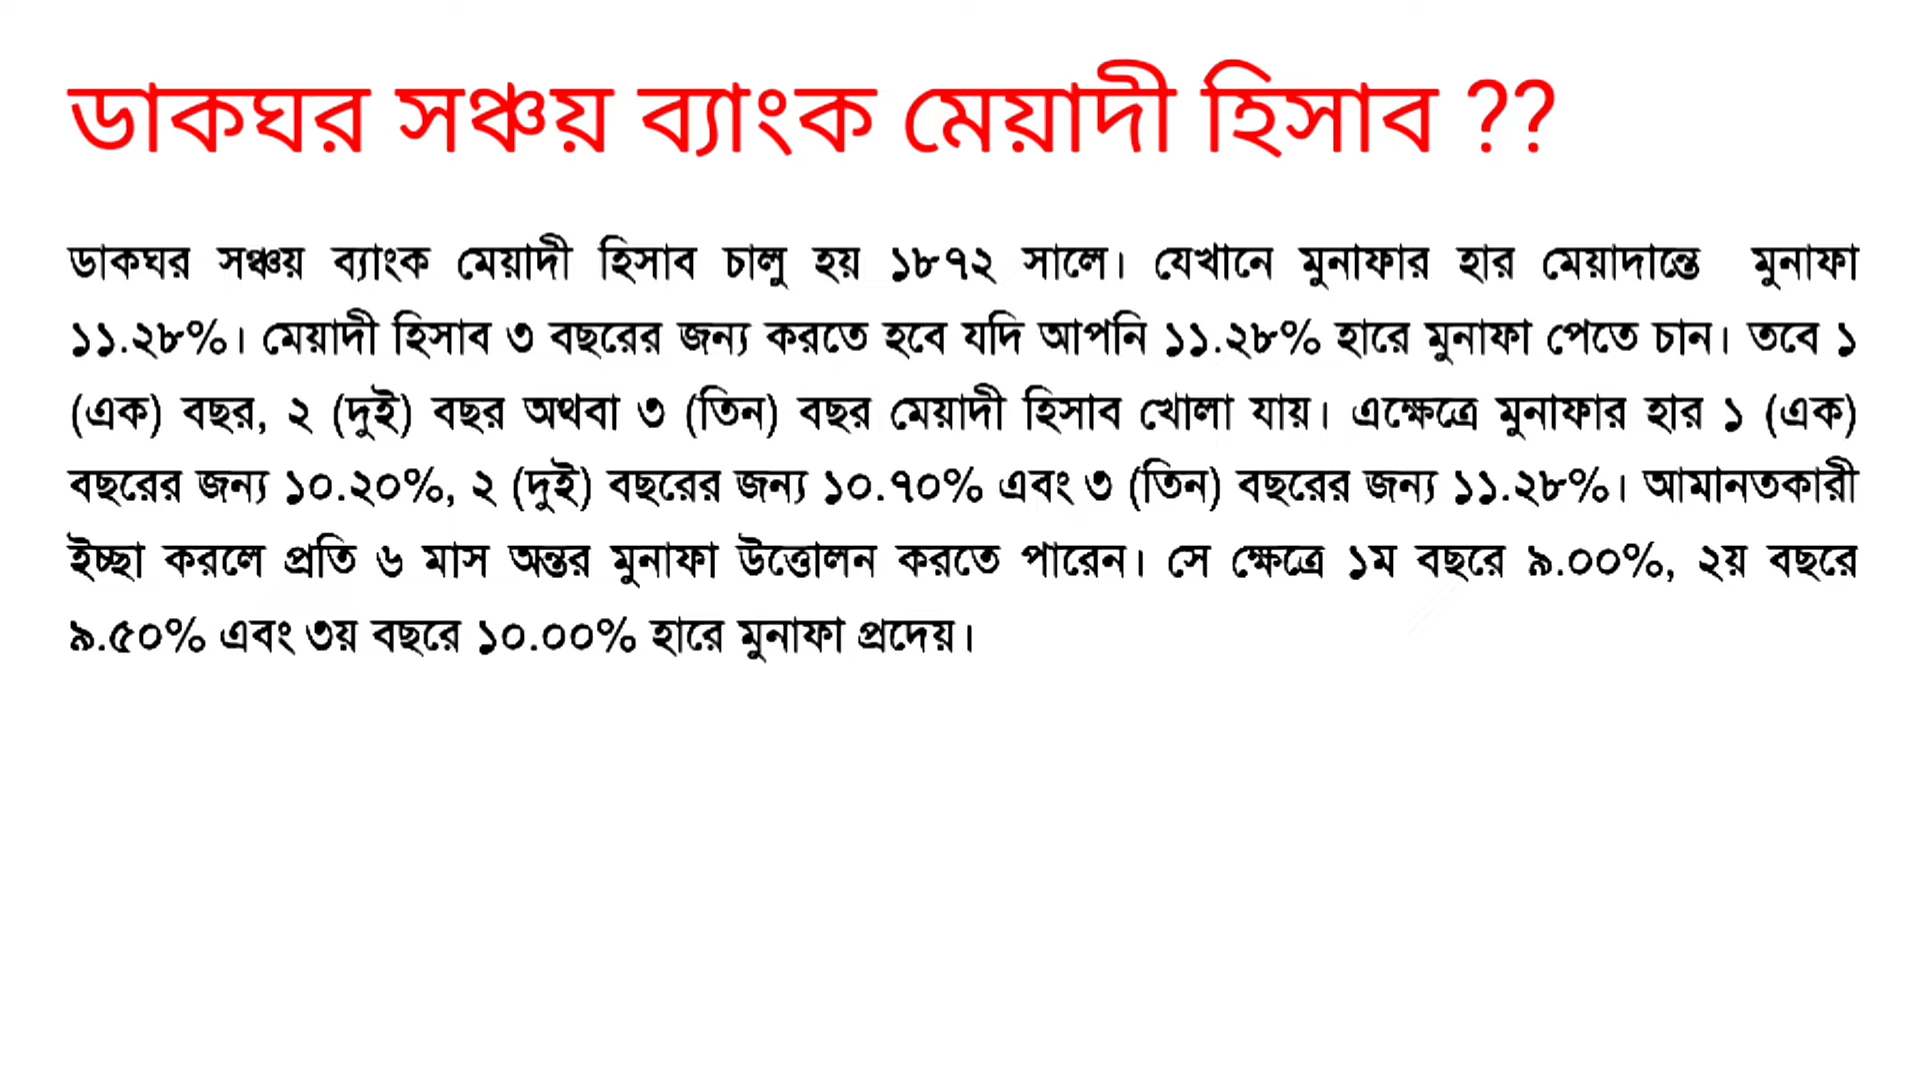 ডাকঘর সঞ্চয় ব্যাংক মেয়াদী হিসাব ??
ডাকঘর সঞ্চয় ব্যাংক মেয়াদী হিসাব চালু হয় ১৮৭২ সালে। যেখানে মুনাফার হার মেয়াদান্তে মুনাফা
১১.২৮%। মেয়াদী হিসাব ৩ বছরের জন্য করতে হবে যদি আপনি ১১.২৮% হারে মুনাফা পেতে চান। তবে ১
(এক) বছর, ২ (দুই) বছর অথবা ৩ (তিন) বছর মেয়াদী হিসাব খোলা যায়। এক্ষেত্রে মুনাফার হার ১ (এক)
বছরের জন্য ১০.২০%, ২ (দুই) বছরের জন্য ১০.৭০% এবং ৩ (তিন) বছরের জন্য ১১.২৮%। আমানতকারী
ইচ্ছা করলে প্রতি ৬ মাস অন্তর মুনাফা উত্তোলন করতে পারেন। সে ক্ষেত্রে ১ম বছরে ৯.০০%, ২য় বছরে
৯.৫০% এবং ৩য় বছরে ১০.০০% হারে মুনাফা প্রদেয়।